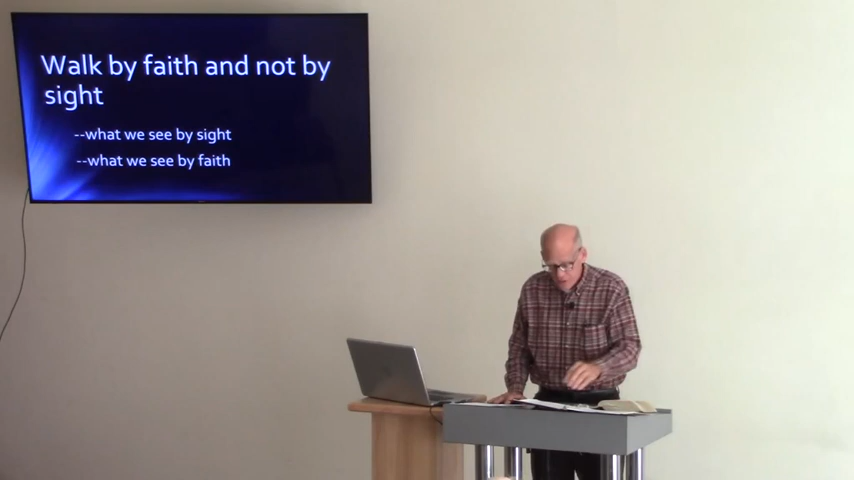 Walk by faith and not by
sight
--what we see by sight
--what we see by faith